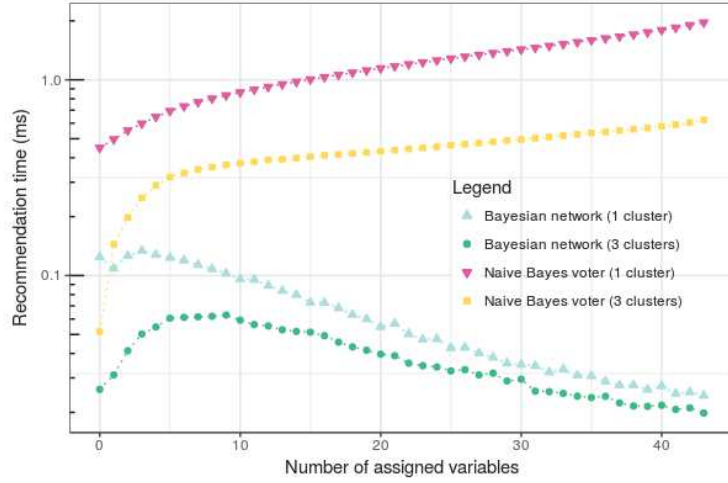 1.0
0.1
Recommendation time (ms)
Legend
Bayesian network (1 cluster)
Bayesian network (3 clusters)
Naive Bayes voter (1 cluster)
Naive Bayes voter (3 clusters)
0 10 20 30 40
Number of assigned variables